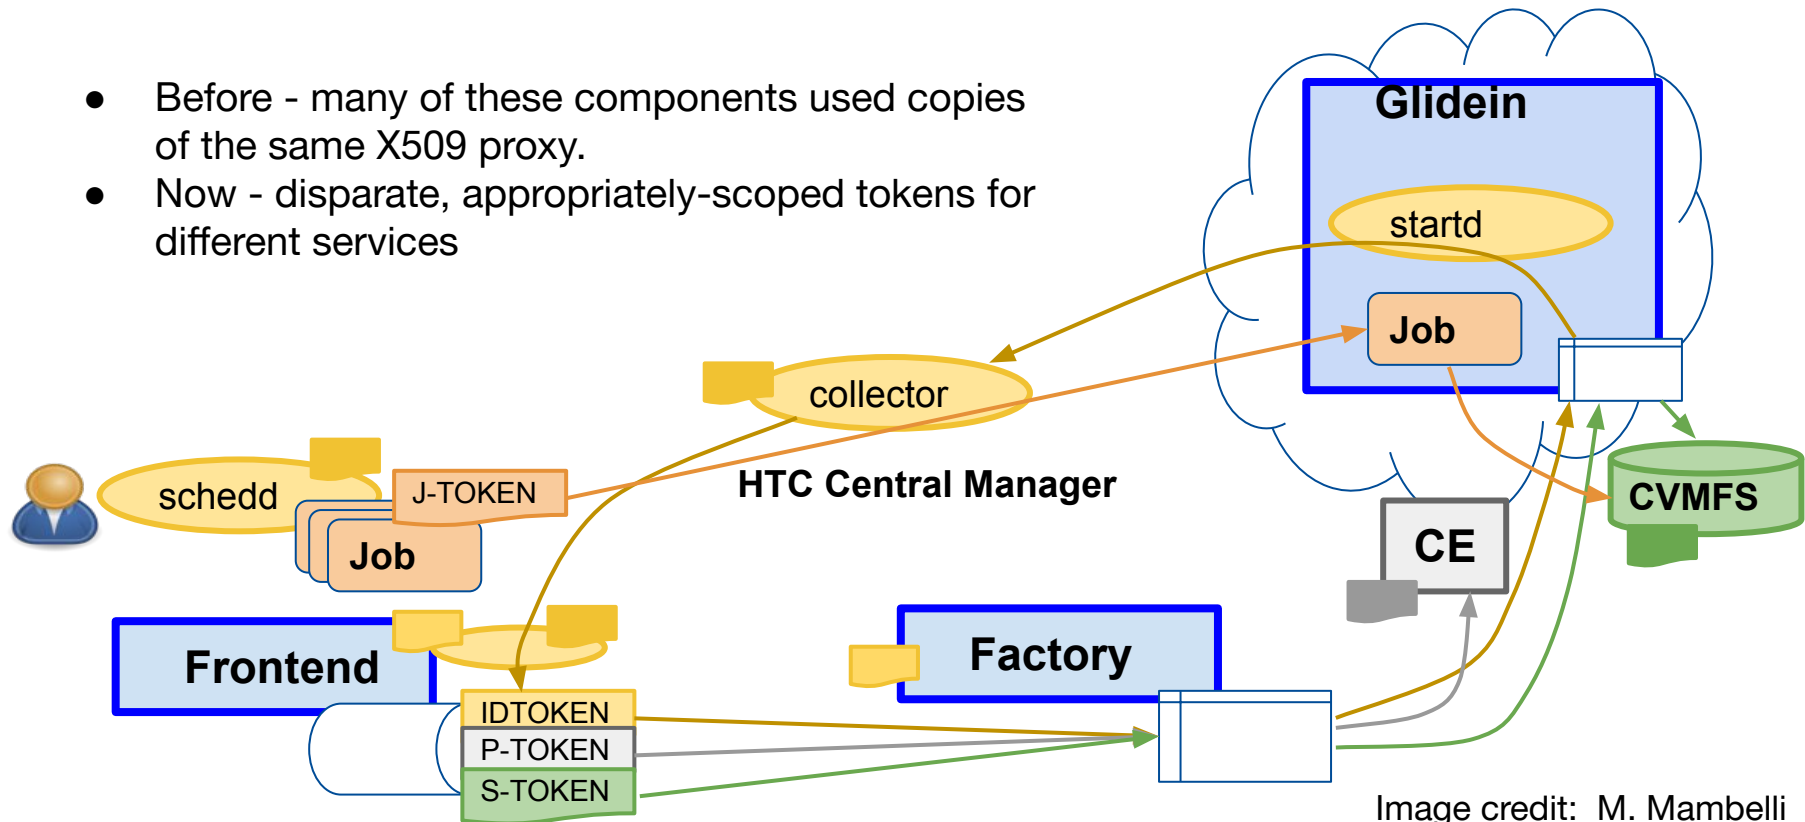 ● Before - many of these components used copies
of the same X509 proxy.
● Now - disparate, appropriately-scoped tokens for
different services
Glidein
startd
Job
collector
HTC Central Manager
schedd
J-TOKEN
Job
CVMFS
CE
Frontend
Factory
IDTOKEN
P-TOKEN
S-TOKEN
Image credit: M. Mambelli